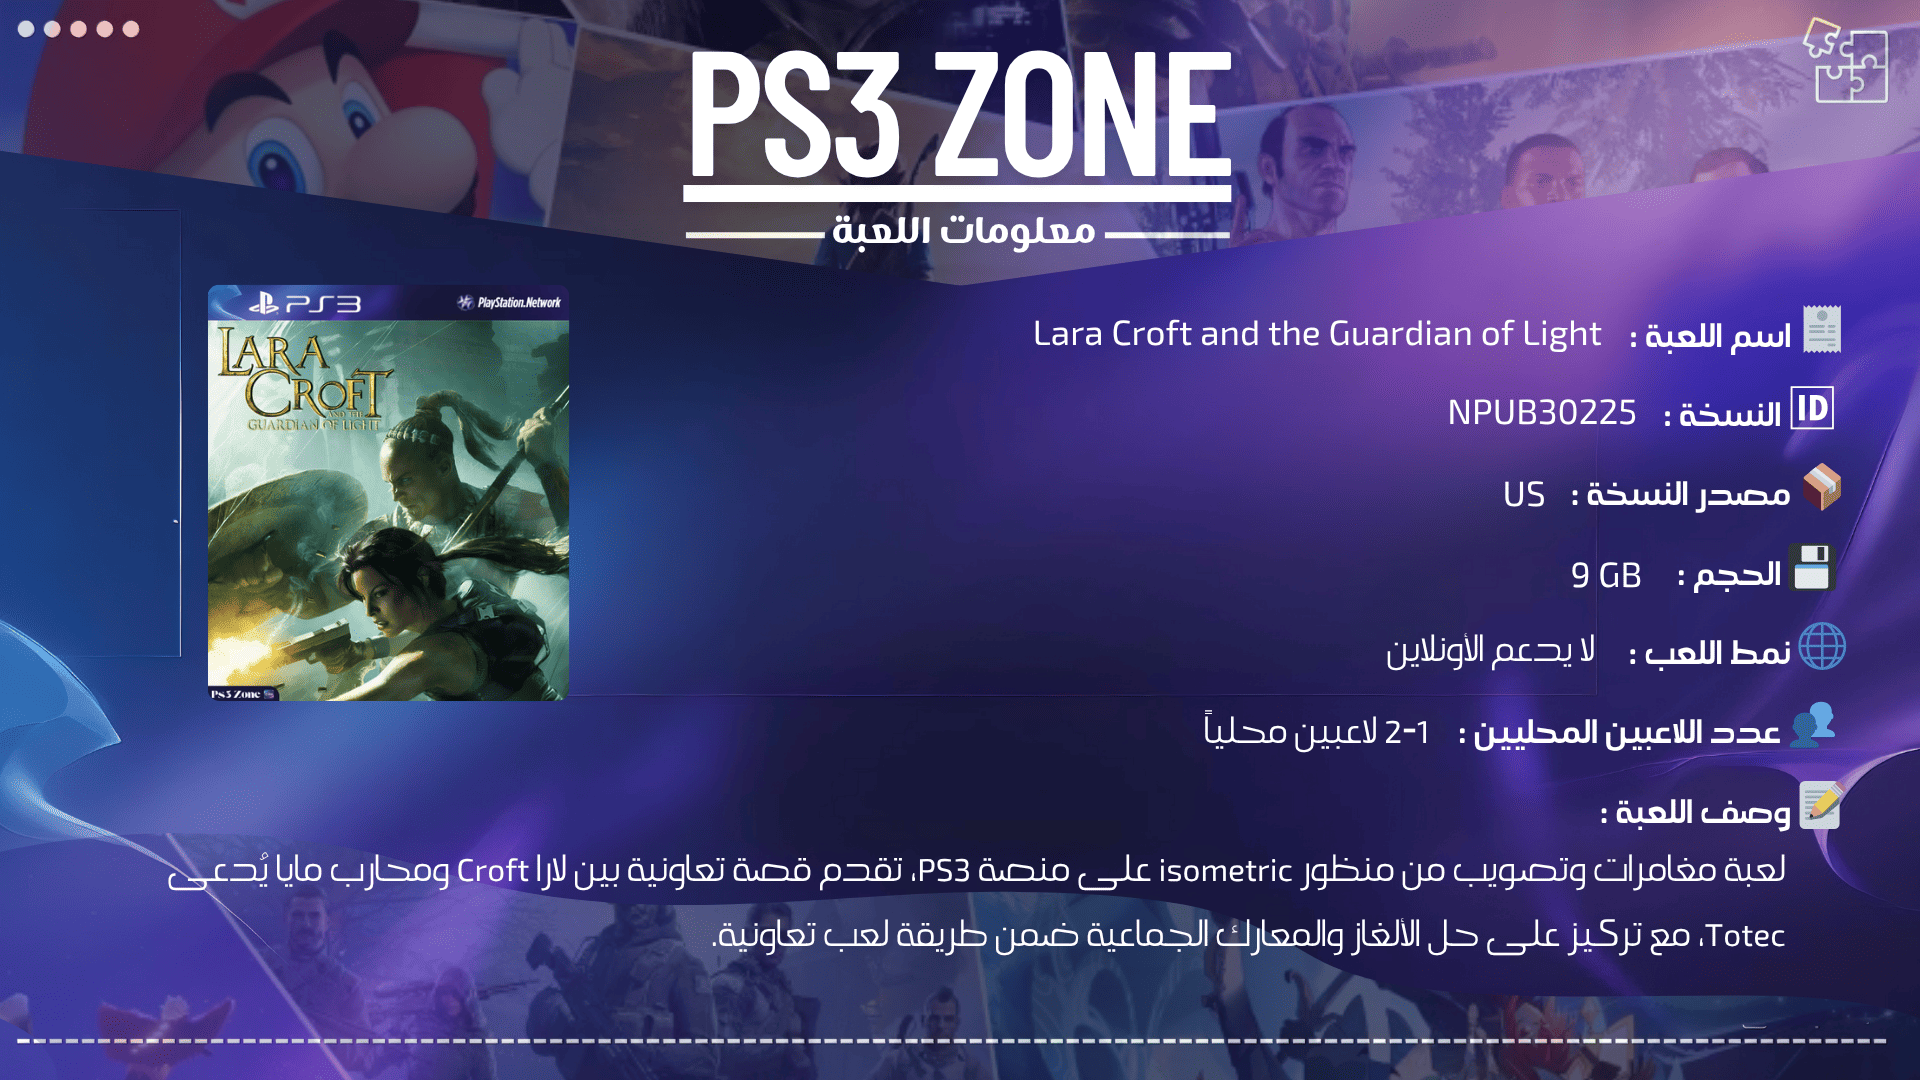 PS3 ZONE
معلومات اللعبة
PS3 PlayStation.Network
LARA
CROFT
AND THE
GUARDIAN OF LIGHT
Ps3 Zone
اسم اللعبة : Lara Croft and the Guardian of Light
ID النسخة : NPUB30225
مصدر النسخة : US
الحجم : 9 GB
نمط اللعب : لا يدعم الأونلاين
عدد اللاعبين المحليين : 1-2 لاعبين محلياً
وصف اللعبة :
لعبة مغامرات وتصويب من منظور isometric على منصة PS3، تقدم قصة تعاونية بين لارا Croft ومحارب مايا يُدعى
Totec، مع تركيز على حل الألغاز والمعارك الجماعية ضمن طريقة لعب تعاونية.